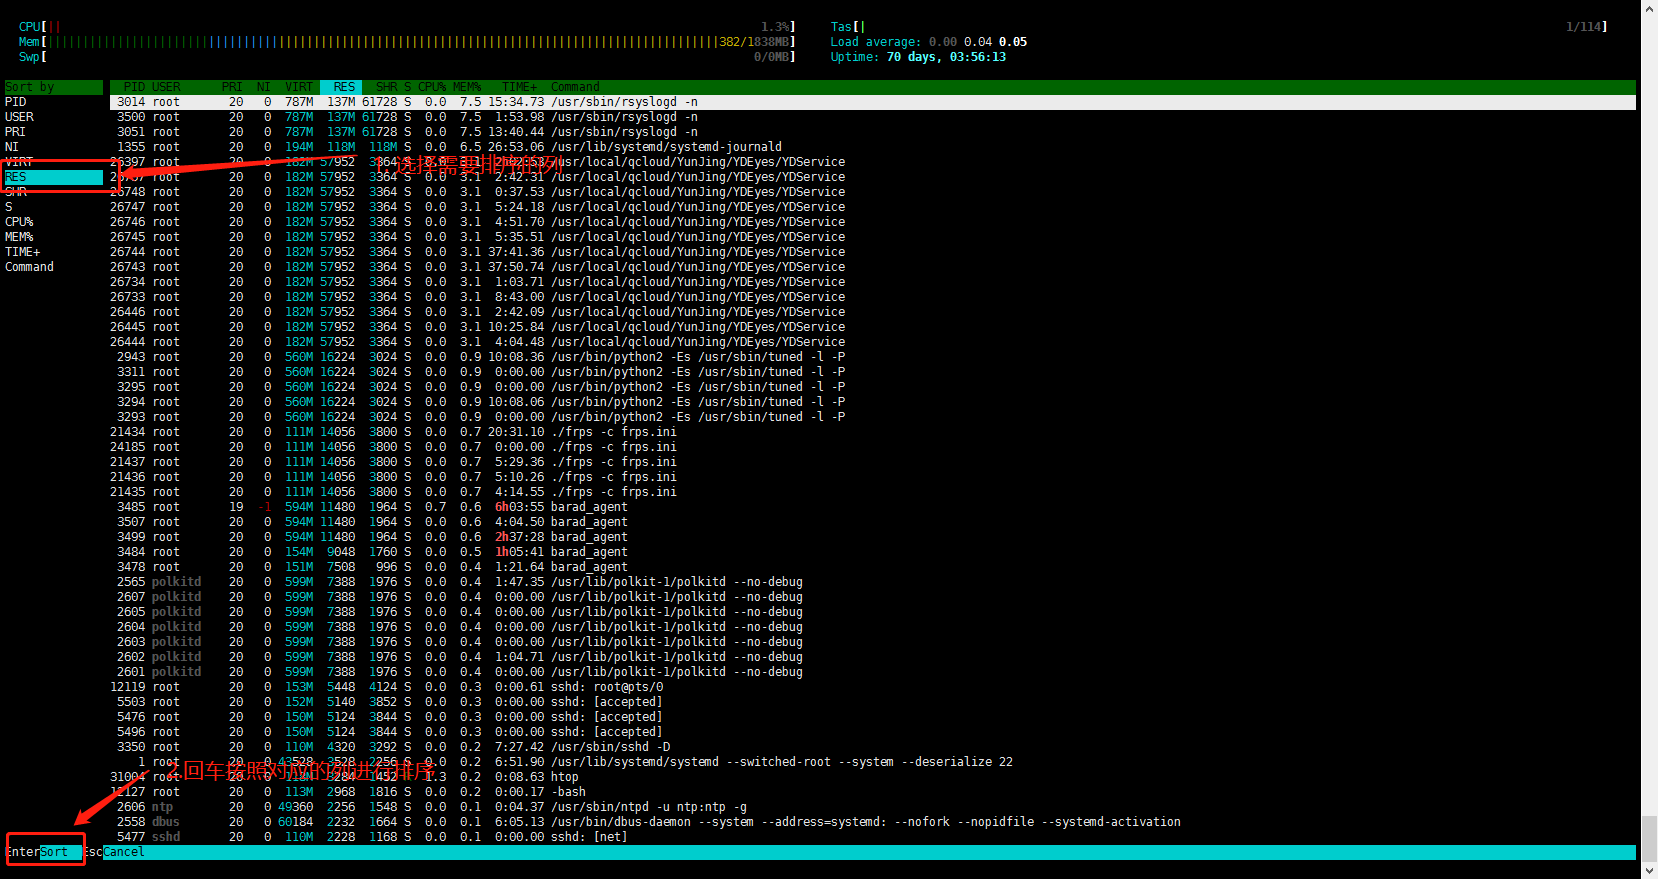 CPU[|| 1.3%]
Tas[| 1/114]
Mem[||||||||||||||||||||||||||||||||||||||||||||||||||||||||||||||||||||||||||||||||||||||||||||||||382/1838MB]
Load average: 0.00 0.04 0.05
Swp[ 0/0MB]
Uptime: 70 days, 03:56:13
Sort by PID USER PRI NI VIRT RES SHR S CPU% MEM% TIME+ Command
PID 3014 root 20 0 787M 137M 61728 S 0.0 7.5 15:34.73 /usr/sbin/rsyslogd -n
USER 3500 root 20 0 787M 137M 61728 S 0.0 7.5 1:53.98 /usr/sbin/rsyslogd -n
PRI 3051 root 20 0 787M 137M 61728 S 0.0 7.5 13:40.44 /usr/sbin/rsyslogd -n
NI 1355 root 20 0 194M 118M 118M S 0.0 6.5 26:53.06 /usr/lib/systemd/systemd-journald
VIRT 26397 root 20 0 182M 57952 3364 S /usr/local/qcloud/YunJing/YDEyes/YDService
选择需要排序的列
RES root 20 0 182M 57952 3364 S 0.0 3.1 2:42.31 /usr/local/qcloud/YunJing/YDEyes/YDService
SHR 26748 root 20 0 182M 57952 3364 S 0.0 3.1 0:37.53 /usr/local/qcloud/YunJing/YDEyes/YDService
S 26747 root 20 0 182M 57952 3364 S 0.0 3.1 5:24.18 /usr/local/qcloud/YunJing/YDEyes/YDService
CPU% 26746 root 20 0 182M 57952 3364 S 0.0 3.1 4:51.70 /usr/local/qcloud/YunJing/YDEyes/YDService
MEM% 26745 root 20 0 182M 57952 3364 S 0.0 3.1 5:35.51 /usr/local/qcloud/YunJing/YDEyes/YDService
TIME+ 26744 root 20 0 182M 57952 3364 S 0.0 3.1 37:41.36 /usr/local/qcloud/YunJing/YDEyes/YDService
Command 26743 root 20 0 182M 57952 3364 S 0.0 3.1 37:50.74 /usr/local/qcloud/YunJing/YDEyes/YDService
26734 root 20 0 182M 57952 3364 S 0.0 3.1 1:03.71 /usr/local/qcloud/YunJing/YDEyes/YDService
26733 root 20 0 182M 57952 3364 S 0.0 3.1 8:43.00 /usr/local/qcloud/YunJing/YDEyes/YDService
26446 root 20 0 182M 57952 3364 S 0.0 3.1 2:42.09 /usr/local/qcloud/YunJing/YDEyes/YDService
26445 root 20 0 182M 57952 3364 S 0.0 3.1 10:25.84 /usr/local/qcloud/YunJing/YDEyes/YDService
26444 root 20 0 182M 57952 3364 S 0.0 3.1 4:04.48 /usr/local/qcloud/YunJing/YDEyes/YDService
2943 root 20 0 560M 16224 3024 S 0.0 0.9 10:08.36 /usr/bin/python2 -Es /usr/sbin/tuned -l -P
3311 root 20 0 560M 16224 3024 S 0.0 0.9 0:00.00 /usr/bin/python2 -Es /usr/sbin/tuned -l -P
3295 root 20 0 560M 16224 3024 S 0.0 0.9 0:00.00 /usr/bin/python2 -Es /usr/sbin/tuned -l -P
3294 root 20 0 560M 16224 3024 S 0.0 0.9 10:08.06 /usr/bin/python2 -Es /usr/sbin/tuned -l -P
3293 root 20 0 560M 16224 3024 S 0.0 0.9 0:00.00 /usr/bin/python2 -Es /usr/sbin/tuned -l -P
21434 root 20 0 111M 14056 3800 S 0.0 0.7 20:31.10 ./frps -c frps.ini
24185 root 20 0 111M 14056 3800 S 0.0 0.7 0:00.00 ./frps -c frps.ini
21437 root 20 0 111M 14056 3800 S 0.0 0.7 5:29.36 ./frps -c frps.ini
21436 root 20 0 111M 14056 3800 S 0.0 0.7 5:10.26 ./frps -c frps.ini
21435 root 20 0 111M 14056 3800 S 0.0 0.7 4:14.55 ./frps -c frps.ini
3485 root 19 -1 594M 11480 1964 S 0.7 0.6 6h03:55 barad_agent
3507 root 20 0 594M 11480 1964 S 0.0 0.6 4:04.50 barad_agent
3499 root 20 0 594M 11480 1964 S 0.0 0.6 2h37:28 barad_agent
3484 root 20 0 154M 9048 1760 S 0.0 0.5 1h05:41 barad_agent
3478 root 20 0 151M 7508 996 S 0.0 0.4 1:21.64 barad_agent
2565 polkitd 20 0 599M 7388 1976 S 0.0 0.4 1:47.35 /usr/lib/polkit-1/polkitd --no-debug
2607 polkitd 20 0 599M 7388 1976 S 0.0 0.4 0:00.00 /usr/lib/polkit-1/polkitd --no-debug
2605 polkitd 20 0 599M 7388 1976 S 0.0 0.4 0:00.00 /usr/lib/polkit-1/polkitd --no-debug
2604 polkitd 20 0 599M 7388 1976 S 0.0 0.4 0:00.00 /usr/lib/polkit-1/polkitd --no-debug
2603 polkitd 20 0 599M 7388 1976 S 0.0 0.4 0:00.00 /usr/lib/polkit-1/polkitd --no-debug
2602 polkitd 20 0 599M 7388 1976 S 0.0 0.4 1:04.71 /usr/lib/polkit-1/polkitd --no-debug
2601 polkitd 20 0 599M 7388 1976 S 0.0 0.4 0:00.00 /usr/lib/polkit-1/polkitd --no-debug
12119 root 20 0 153M 5448 4124 S 0.0 0.3 0:00.61 sshd: root@pts/0
5503 root 20 0 152M 5140 3852 S 0.0 0.3 0:00.00 sshd: [accepted]
5476 root 20 0 150M 5124 3844 S 0.0 0.3 0:00.00 sshd: [accepted]
5496 root 20 0 150M 5124 3844 S 0.0 0.3 0:00.00 sshd: [accepted]
3350 root 20 0 110M 4320 3292 S 0.0 0.2 7:27.42 /usr/sbin/sshd -D
1 root 20 0 43528 3528 2256 S 0.0 0.2 6:51.90 /usr/lib/systemd/systemd --switched-root --system --deserialize 22
2.回车按照对应的列进行排序
31004 root 20 0 118M 3284 1452 1.3 0.2 0:08.63 htop
12127 root 20 0 113M 2968 1816 S 0.0 0.2 0:00.17 -bash
2606 ntp 20 0 49360 2256 1548 S 0.0 0.1 0:04.37 /usr/sbin/ntpd -u ntp:ntp -g
2558 dbus 20 0 60184 2232 1664 S 0.0 0.1 6:05.13 /usr/bin/dbus-daemon --system --address=systemd: --nofork --nopidfile --systemd-activation
5477 sshd 20 0 110M 2228 1168 S 0.0 0.1 0:00.00 sshd: [net]
EnterSort EscCancel